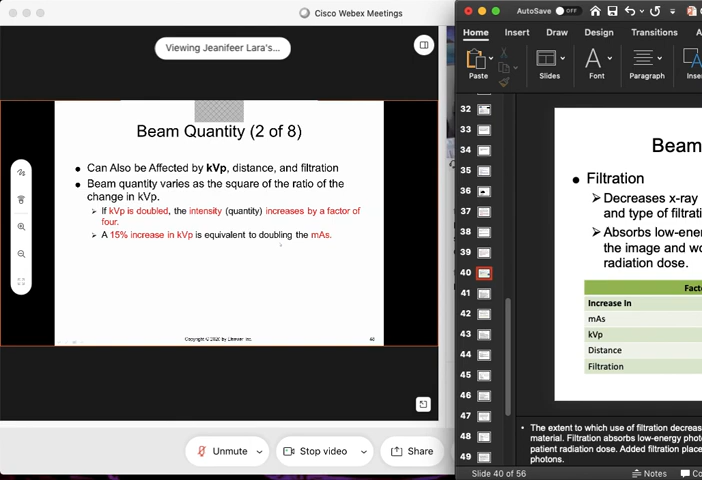 Cisco Webex Meetings
Viewing Jeanifeer Lara's...
Beam Quantity (2 of 8)
• Can Also be Affected by kVp, distance, and filtration
• Beam quantity varies as the square of the ratio of the
change in kVp.
➢ If kVp is doubled, the intensity (quantity) increases by a factor of
four.
➢ A 15% increase in kVp is equivalent to doubling the mAs.
Copyright © 2020 by Elsevier Inc.
Unmute
Stop video
Share
AutoSave OFF
Home Insert Draw Design Transitions
Paste
Slides
Font
Paragraph
32
33
34
35
36
37
38
39
40
41
42
43
44
45
46
47
48
49
Beam
• Filtration
➢ Decreases x-ray
and type of filtrati
➢ Absorbs low-ener
the image and wo
radiation dose.
Facto
Increase In
mAs
kVp
Distance
Filtration
• The extent to which use of filtration decreas
material. Filtration absorbs low-energy phot
patient radiation dose. Added filtration place
photons.
Slide 40 of 56
Notes